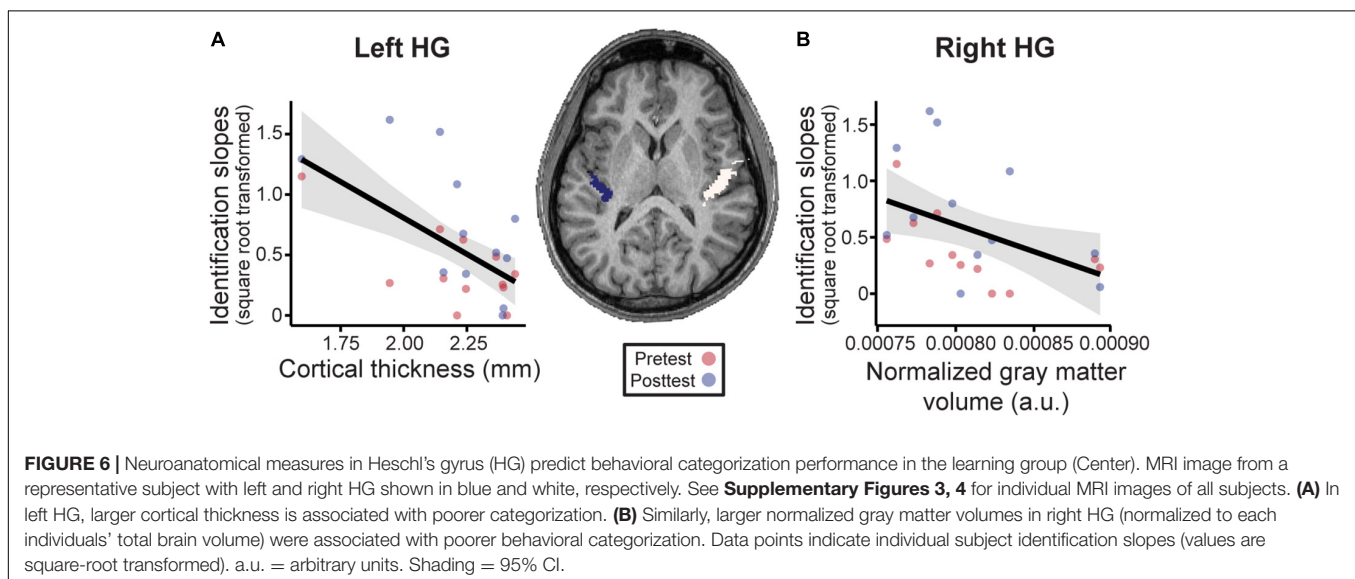 A
Left HG
Identification slopes
(square root transformed)
1.5
1.0
0.5
0
1.75
2.00
2.25
Cortical thickness (mm)
Pretest
Posttest
B
Right HG
Identification slopes
(square root transformed)
1.5
1.0
0.5
0
0.00075
0.00080
0.00085
0.00090
Normalized gray matter
volume (a.u.)
FIGURE 6 | Neuroanatomical measures in Heschl's gyrus (HG) predict behavioral categorization performance in the learning group (Center). MRI image from a
representative subject with left and right HG shown in blue and white, respectively. See Supplementary Figures 3, 4 for individual MRI images of all subjects. (A) In
left HG, larger cortical thickness is associated with poorer categorization. (B) Similarly, larger normalized gray matter volumes in right HG (normalized to each
individuals' total brain volume) were associated with poorer behavioral categorization. Data points indicate individual subject identification slopes (values are
square-root transformed). a.u. = arbitrary units. Shading = 95% CI.